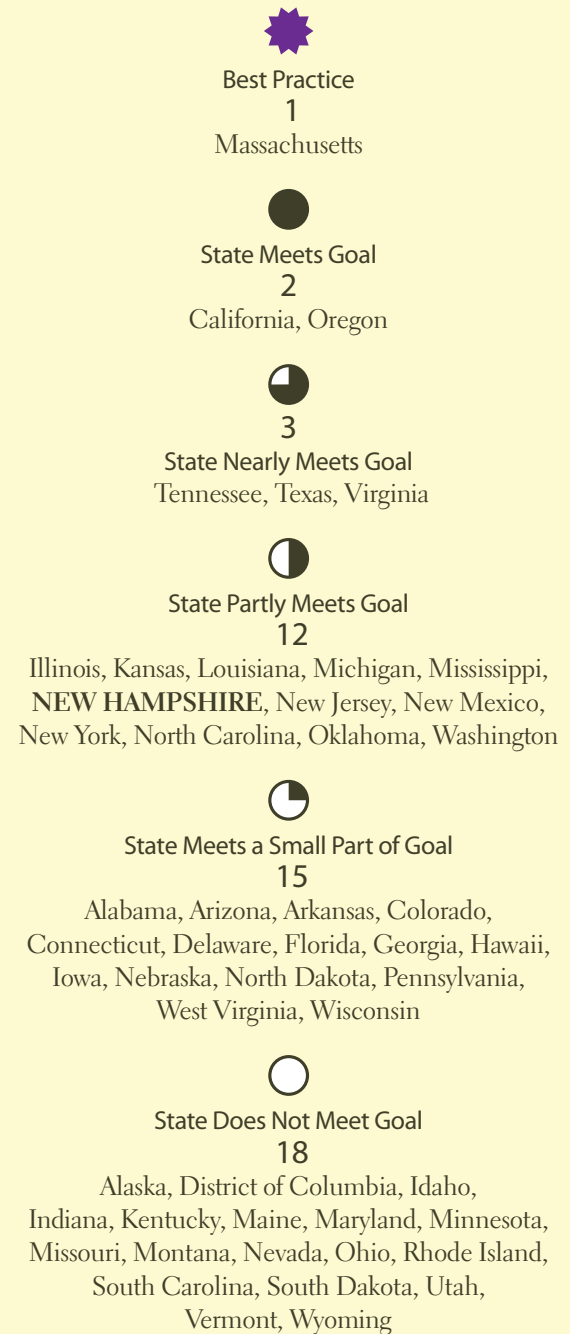 Best Practice
1
Massachusetts
State Meets Goal
2
California, Oregon
3
State Nearly Meets Goal
Tennessee, Texas, Virginia
State Partly Meets Goal
12
Illinois, Kansas, Louisiana, Michigan, Mississippi,
NEW HAMPSHIRE, New Jersey, New Mexico,
New York, North Carolina, Oklahoma, Washington
State Meets a Small Part of Goal
15
Alabama, Arizona, Arkansas, Colorado,
Connecticut, Delaware, Florida, Georgia, Hawaii,
Iowa, Nebraska, North Dakota, Pennsylvania,
West Virginia, Wisconsin
State Does Not Meet Goal
18
Alaska, District of Columbia, Idaho,
Indiana, Kentucky, Maine, Maryland, Minnesota,
Missouri, Montana, Nevada, Ohio, Rhode Island,
South Carolina, South Dakota, Utah,
Vermont, Wyoming